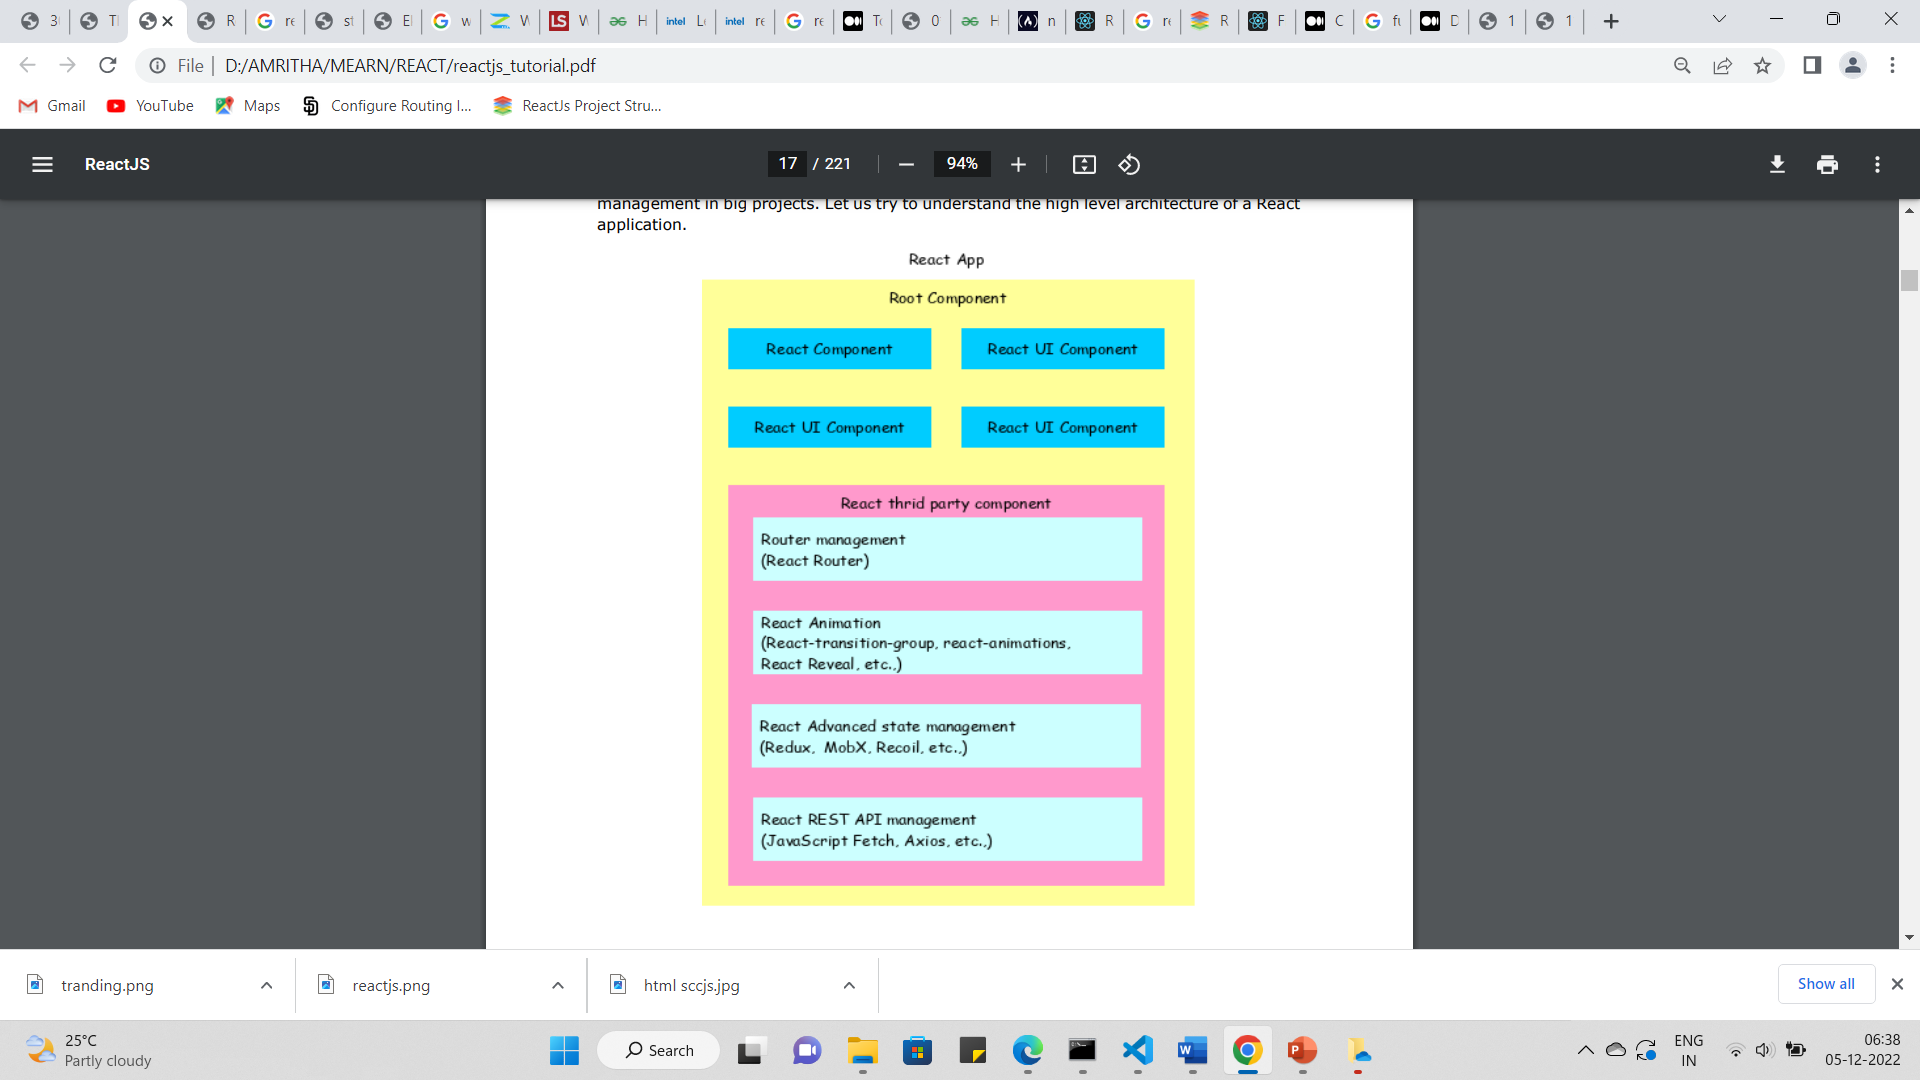 File
D:/AMRITHA/MEARN/REACT/reactjs_tutorial.pdf
Gmail
YouTube
Maps
Configure Routing I...
ReactJs Project Stru...
ReactJS
17 / 221
94%
management in big projects. Let us try to understand the high level architecture of a React
application.
React App
Root Component
React Component
React UI Component
React UI Component
React UI Component
React thrid party component
Router management
(React Router)
React Animation
(React-transition-group, react-animations,
React Reveal, etc.,)
React Advanced state management
(Redux, MobX, Recoil, etc.,)
React REST API management
(JavaScript Fetch, Axios, etc.,)
tranding.png
reactjs.png
html sccjs.jpg
Show all
25°C
Partly cloudy
Search
ENG
IN
06:38
05-12-2022